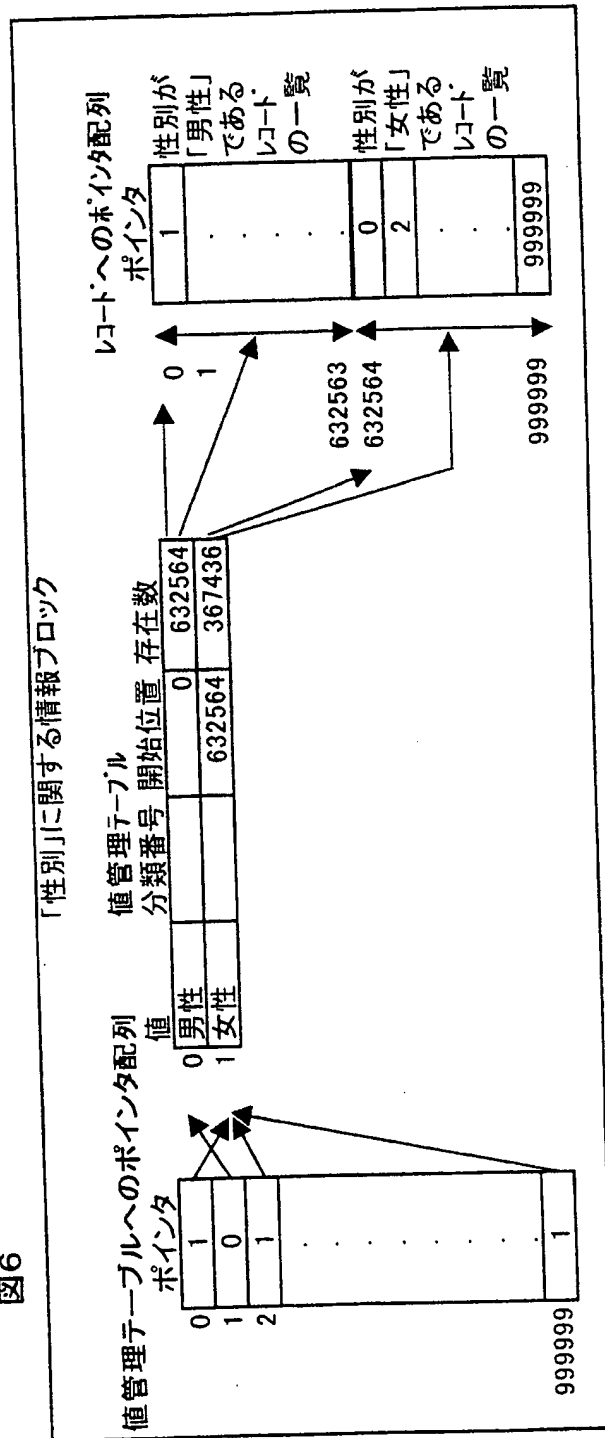 図6
「性別」に関する情報ブロック
値管理テーブルへのポインタ配列
ポインタ
0 1
1 0
2 1
999999 1
値管理テーブル
値 分類番号 開始位置 存在数
0 男性 0 632564
1 女性 632564 367436
レコードへのポインタ配列
ポインタ
0 1
1
632563
632564 0
2
999999 999999
性別が
「男性」
である
レコード
の一覧
性別が
「女性」
である
レコード
の一覧